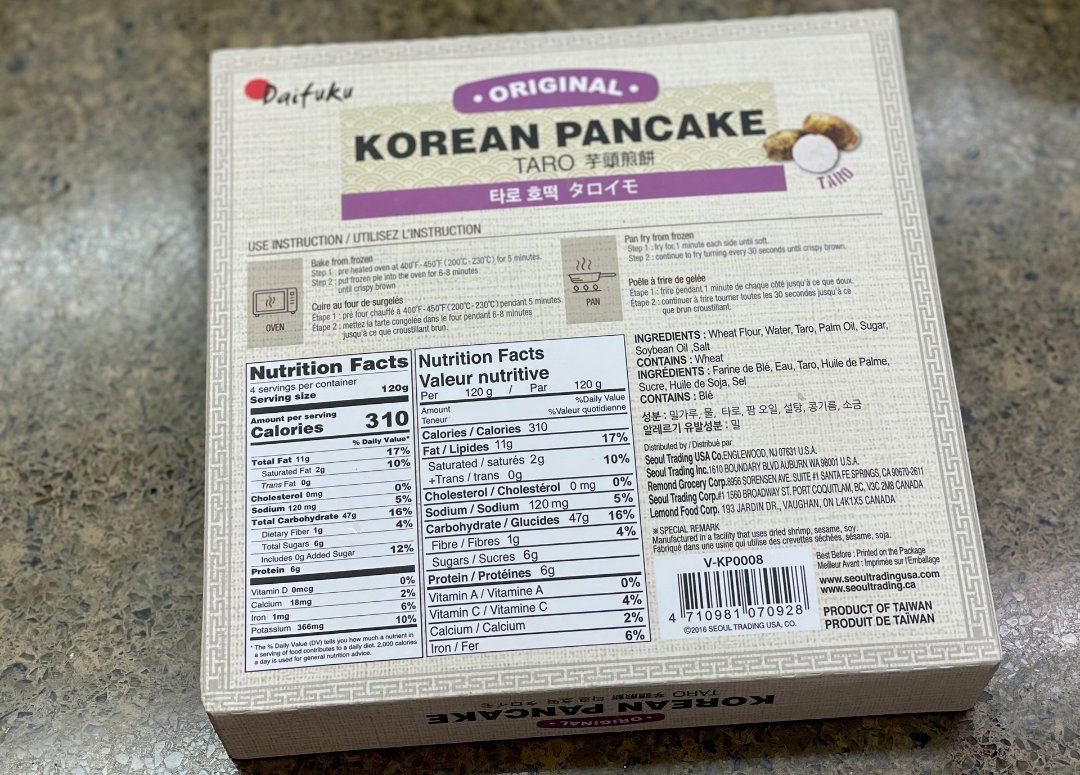 Daifuku
• ORIGINAL •
KOREAN PANCAKE
TARO 芋頭煎餅
타로 호떡 タロイモ
TARO
USE INSTRUCTION / UTILISEZ L'INSTRUCTION
OVEN
Bake from frozen
Step 1 : pre heated oven at 400°F- 450°F (200°C - 230°C) for 5 minutes.
Step 2 : put frozen pie into the oven for 6-8 minutes
until crispy brown
Cuire au four de surgelés
Étape 1 : pré four chauffé à 400°F-450°F (200°C-230°C) pendant 5 minutes.
Étape 2 : mettez la tarte congelée dans le four pendant 6-8 minutes
jusqu'à ce que croustillant brun.
PAN
Pan fry from frozen
Step 1 : fry for 1 minute each side until soft.
Step 2 : continue to fry turning every 30 seconds until crispy brown.
Poêle à frire de gelée
Étape 1 : frire pendant 1 minute de chaque côté jusqu'à ce que doux.
Étape 2 : continuer à frire tourner toutes les 30 secondes jusqu'à ce
que brun croustillant.
Nutrition Facts
4 servings per container
Serving size 120g
Amount per serving
Calories 310
% Daily Value*
Total Fat 11g 17%
Saturated Fat 2g 10%
Trans Fat 0g
Cholesterol 0mg 0%
Sodium 120 mg 5%
Total Carbohydrate 47g 16%
Dietary Fiber 1g 4%
Total Sugars 6g
Includes 0g Added Sugar 12%
Protein 6g
Vitamin D 0mcg 0%
Calcium 18mg 2%
Iron 1mg 6%
Potassium 366mg 10%
* The % Daily Value (DV) tells you how much a nutrient in
a serving of food contributes to a daily diet. 2,000 calories
a day is used for general nutrition advice.
Nutrition Facts
Valeur nutritive
Per 120 g / Par 120 g
Amount %Daily Value
Teneur %Valeur quotidienne
Calories / Calories 310
Fat / Lipides 11g 17%
Saturated / saturés 2g 10%
+Trans / trans 0g
Cholesterol / Cholestérol 0 mg 0%
Sodium / Sodium 120 mg 5%
Carbohydrate / Glucides 47g 16%
Fibre / Fibres 1g 4%
Sugars / Sucres 6g
Protein / Protéines 6g
Vitamin A / Vitamine A 0%
Vitamin C / Vitamine C 4%
Calcium / Calcium 2%
Iron / Fer 6%
INGREDIENTS : Wheat Flour, Water, Taro, Palm Oil, Sugar,
Soybean Oil ,Salt
CONTAINS : Wheat
INGRÉDIENTS : Farine de Blé, Eau, Taro, Huile de Palme,
Sucre, Huile de Soja, Sel
CONTAINS : Blé
성분 : 밀가루, 물, 타로, 팜 오일, 설탕, 콩기름, 소금
알레르기 유발성분 : 밀
Distributed by / Distribué par
Seoul Trading USA Co.ENGLEWOOD, NJ 07631 U.S.A.
Seoul Trading Inc.1610 BOUNDARY BLVD AUBURN WA 98001 U.S.A.
Remond Grocery Corp.8956 SORENSEN AVE. SUITE #1 SANTA FE SPRINGS, CA 90670-2611
Seoul Trading Corp.#1 1560 BROADWAY ST. PORT COQUITLAM, BC, V3C 2M8 CANADA
Lemond Food Corp. 193 JARDIN DR., VAUGHAN, ON L4K1X5 CANADA
※ SPECIAL REMARK
Manufactured in a facility that uses dried shrimp, sesame, soy.
Fabriqué dans une usine qui utilise des crevettes séchées, sésame, soja.
V-KP0008
4 710981 070928
©2016 SEOUL TRADING USA, CO.
Best Before : Printed on the Package
Meilleur Avant : Imprimée sur l'Emballage
www.seoultradingusa.com
www.seoultrading.ca
PRODUCT OF TAIWAN
PRODUIT DE TAIWAN
• ORIGINAL •
KOREAN PANCAKE
TARO 芋頭煎餅 타로 호떡 タロイモ